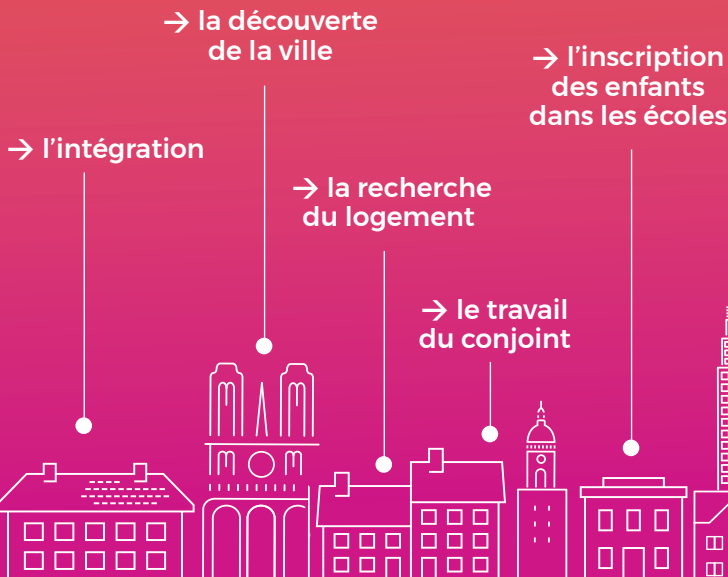 → la découverte
de la ville
→ l'inscription
des enfants
dans les écoles
→ l'intégration
→ la recherche
du logement
→ le travail
du conjoint